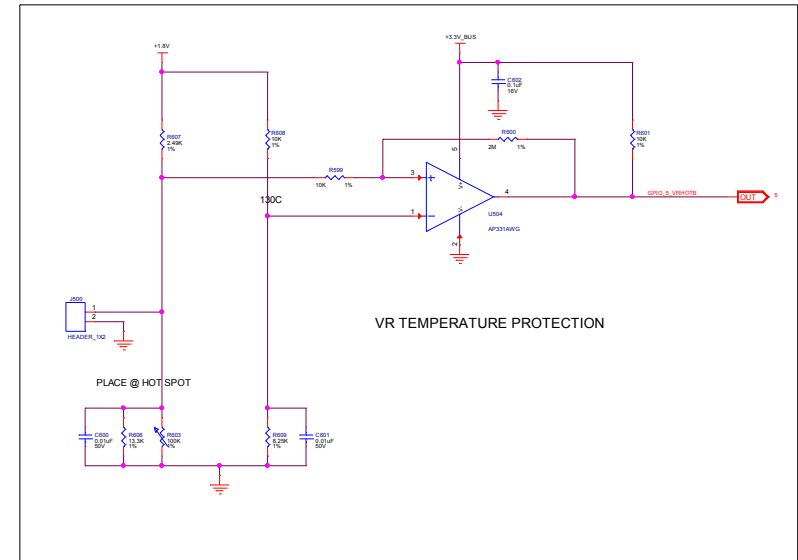 +1.8V
+3.3V_BUS
C602
0.1uF
16V
R607
2.49K
1%
R608
10K
1%
R600
2M
1%
R601
10K
1%
5
V+
R599
10K
1%
3
+
130C
4
GPIO_5_VRHOTB
OUT
5
1
-
V-
U504
AP331AWG
2
J500
1
2
HEADER_1X2
VR TEMPERATURE PROTECTION
PLACE @ HOT SPOT
C600
0.01uF
50V
R606
13.3K
1%
R603
100K
R609
8.25K
1%
C601
0.01uF
50V